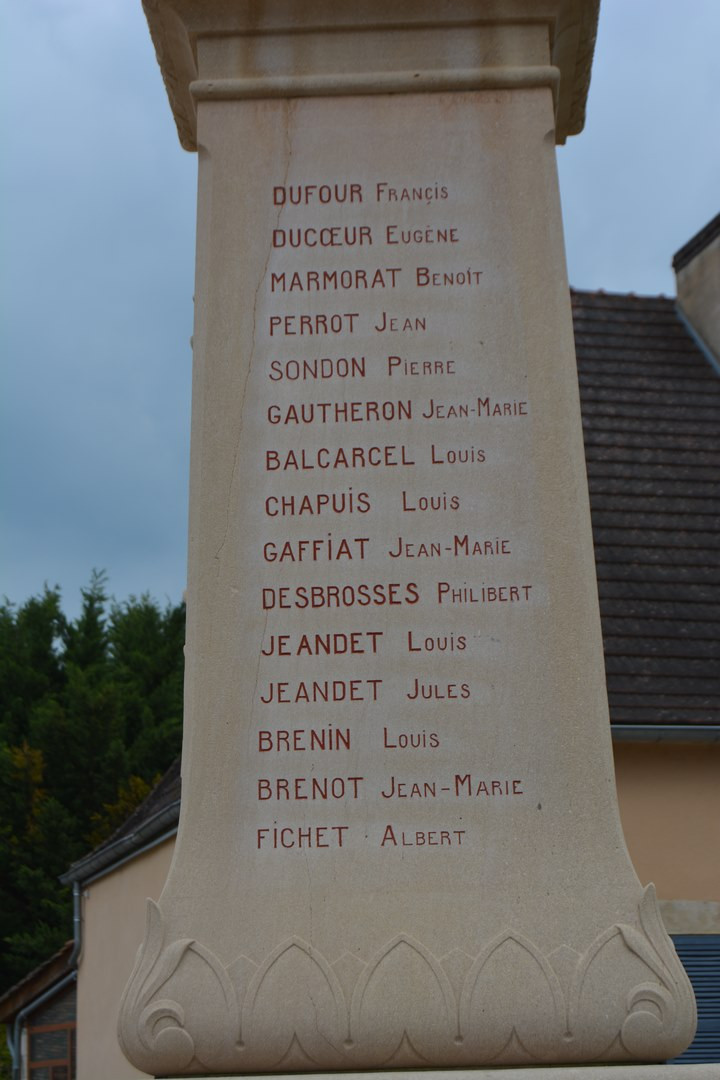 DUFOUR FRANÇIS
DUCŒUR EUGÈNE
MARMORAT BENOÎT
PERROT JEAN
SONDON PIERRE
GAUTHERON JEAN-MARIE
BALCARCEL LOUIS
CHAPUIS LOUIS
GAFFIAT JEAN-MARIE
DESBROSSES PHILIBERT
JEANDET LOUIS
JEANDET JULES
BRENIN LOUIS
BRENOT JEAN-MARIE
FICHET ALBERT